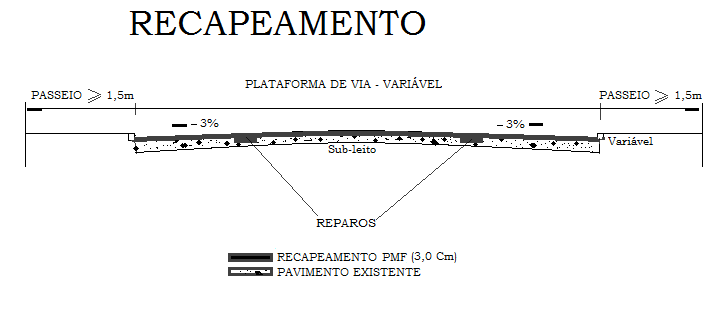 RECAPEAMENTO
PLATAFORMA DE VIA - VARIÁVEL
PASSEIO ⩾ 1,5m
PASSEIO ⩾ 1,5m
– 3%
– 3%
Variável
Sub-leito
REPAROS
RECAPEAMENTO PMF (3,0 Cm)
PAVIMENTO EXISTENTE